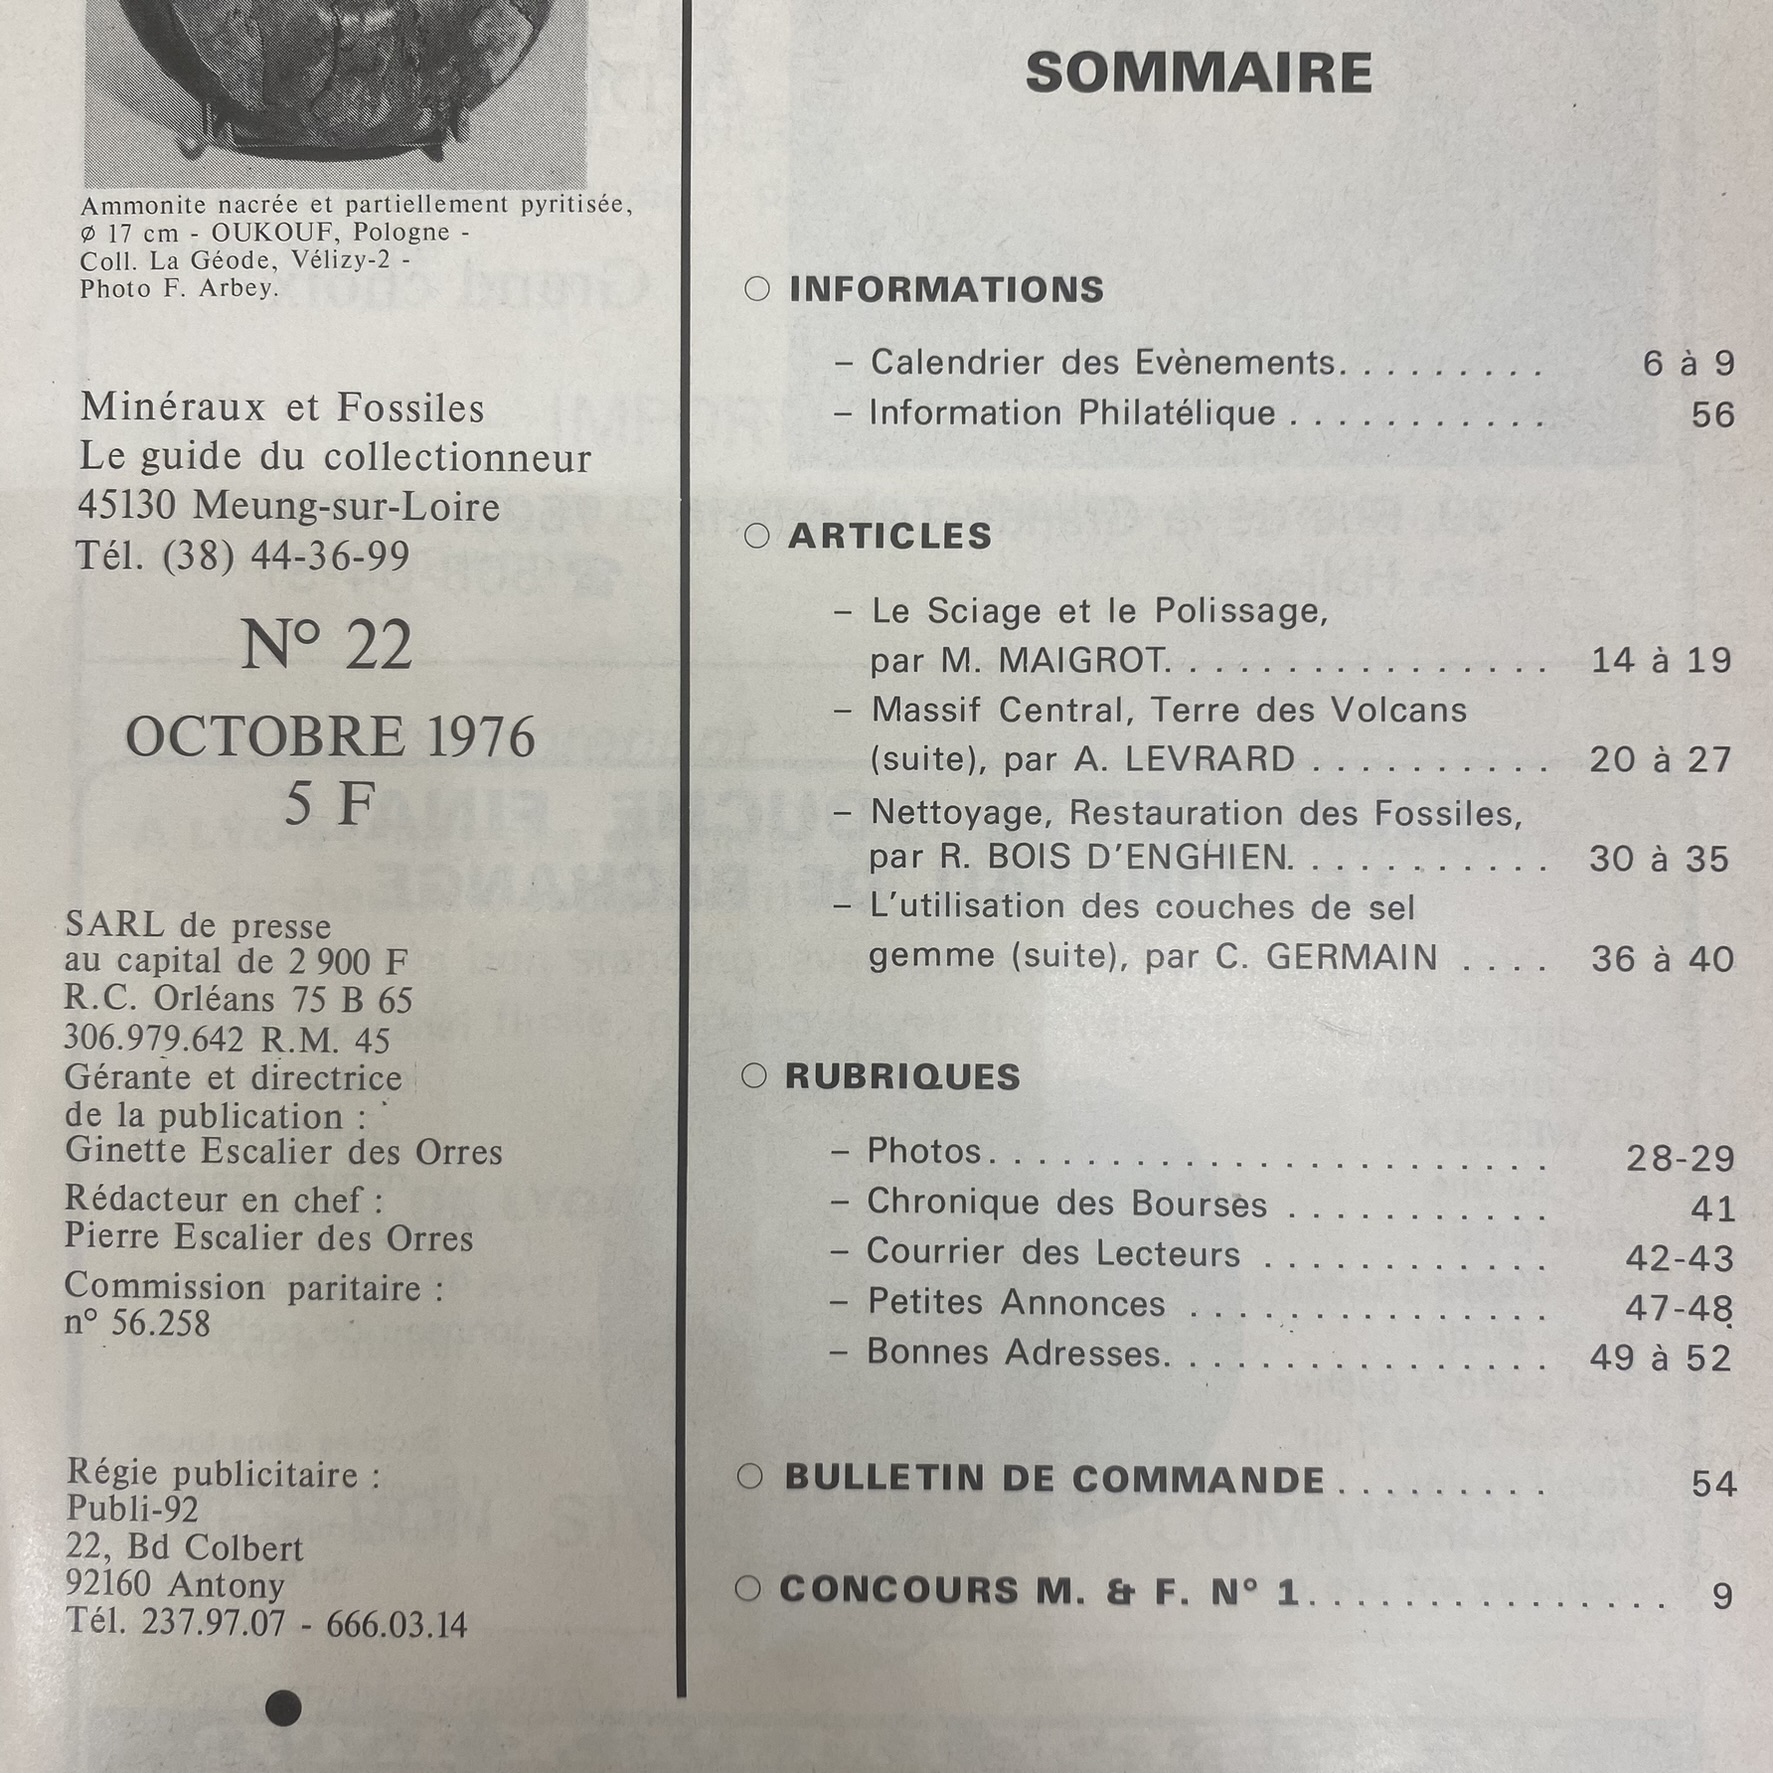 Ammonite nacrée et partiellement pyritisée,
ø 17 cm - OUKOUF, Pologne -
Coll. La Géode, Vélizy-2 -
Photo F. Arbey.
Minéraux et Fossiles
Le guide du collectionneur
45130 Meung-sur-Loire
Tél. (38) 44-36-99
N° 22
OCTOBRE 1976
5 F
SARL de presse
au capital de 2 900 F
R.C. Orléans 75 B 65
306.979.642 R.M. 45
Gérante et directrice
de la publication :
Ginette Escalier des Orres
Rédacteur en chef :
Pierre Escalier des Orres
Commission paritaire :
n° 56.258
Régie publicitaire :
Publi-92
22, Bd Colbert
92160 Antony
Tél. 237.97.07 - 666.03.14
SOMMAIRE
○ INFORMATIONS
– Calendrier des Evènements. . . . . . . . . . 6 à 9
– Information Philatélique . . . . . . . . . . . 56
○ ARTICLES
– Le Sciage et le Polissage,
par M. MAIGROT. . . . . . . . . . . . . . . . 14 à 19
– Massif Central, Terre des Volcans
(suite), par A. LEVRARD . . . . . . . . . . 20 à 27
– Nettoyage, Restauration des Fossiles,
par R. BOIS D'ENGHIEN. . . . . . . . . . . 30 à 35
– L'utilisation des couches de sel
gemme (suite), par C. GERMAIN . . . . 36 à 40
○ RUBRIQUES
– Photos. . . . . . . . . . . . . . . . . . . . . . . 28-29
– Chronique des Bourses . . . . . . . . . . . 41
– Courrier des Lecteurs . . . . . . . . . . . . 42-43
– Petites Annonces . . . . . . . . . . . . . . . 47-48
– Bonnes Adresses. . . . . . . . . . . . . . . . 49 à 52
○ BULLETIN DE COMMANDE . . . . . . . . . 54
○ CONCOURS M. & F. N° 1. . . . . . . . . . . . . . . 9